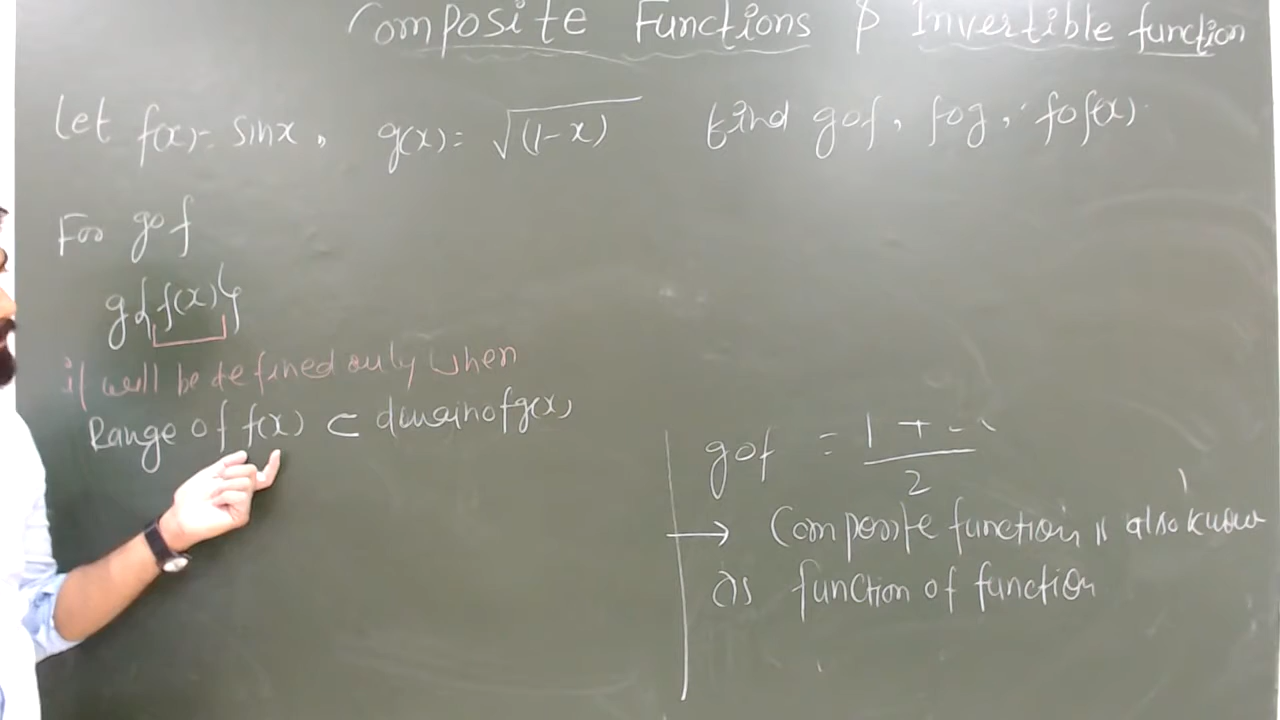 Composite Functions & Invertible function
Let f(x) = sinx, g(x) = √(1-x) find gof, fog, fof(x)
For gof
g{f(x)}
it will be defined only when
Range of f(x) ⊂ domain of g(x)
gof = 1 +
2
→ Composite function is also know
as function of function